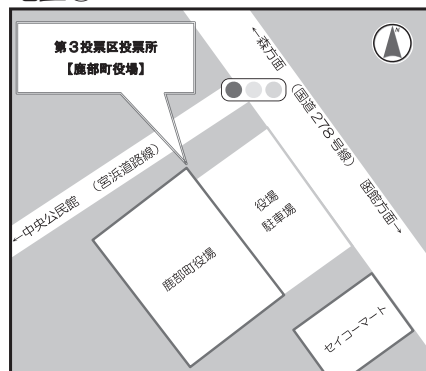 第3投票区投票所
【鹿部町役場】
N
←森方面 (国道278号線) 函館方面→
←中央公民館 (宮浜道路線)
役場
駐車場
鹿部町役場
セイコーマート